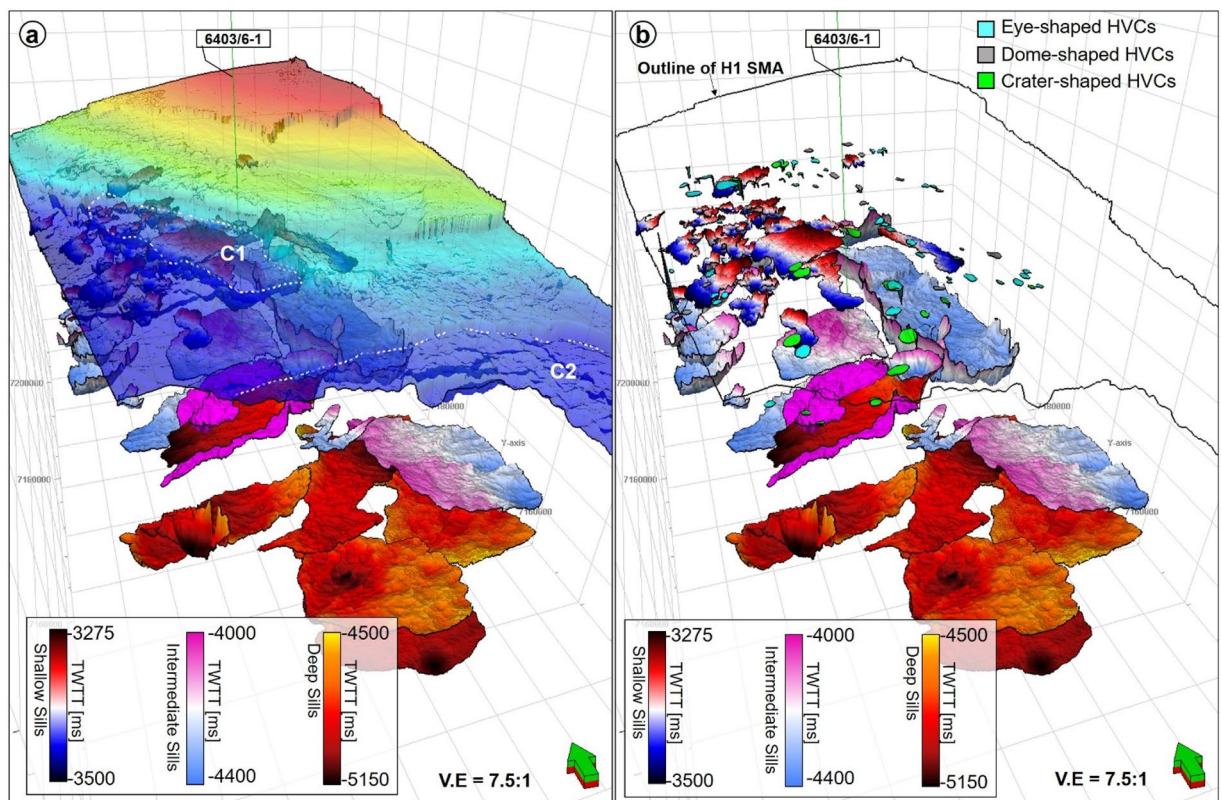 a
6403/6-1
C1
C2
7200000
7180000
Y-axis
7160000
7160000
-3275
-3500
TWTT [ms]
Shallow Sills
-4000
-4400
TWTT [ms]
Intermediate Sills
-4500
-5150
TWTT [ms]
Deep Sills
V.E = 7.5:1
b
6403/6-1
Outline of H1 SMA
Eye-shaped HVCs
Dome-shaped HVCs
Crater-shaped HVCs
7200000
7180000
Y-axis
7160000
7160000
-3275
-3500
TWTT [ms]
Shallow Sills
-4000
-4400
TWTT [ms]
Intermediate Sills
-4500
-5150
TWTT [ms]
Deep Sills
V.E = 7.5:1